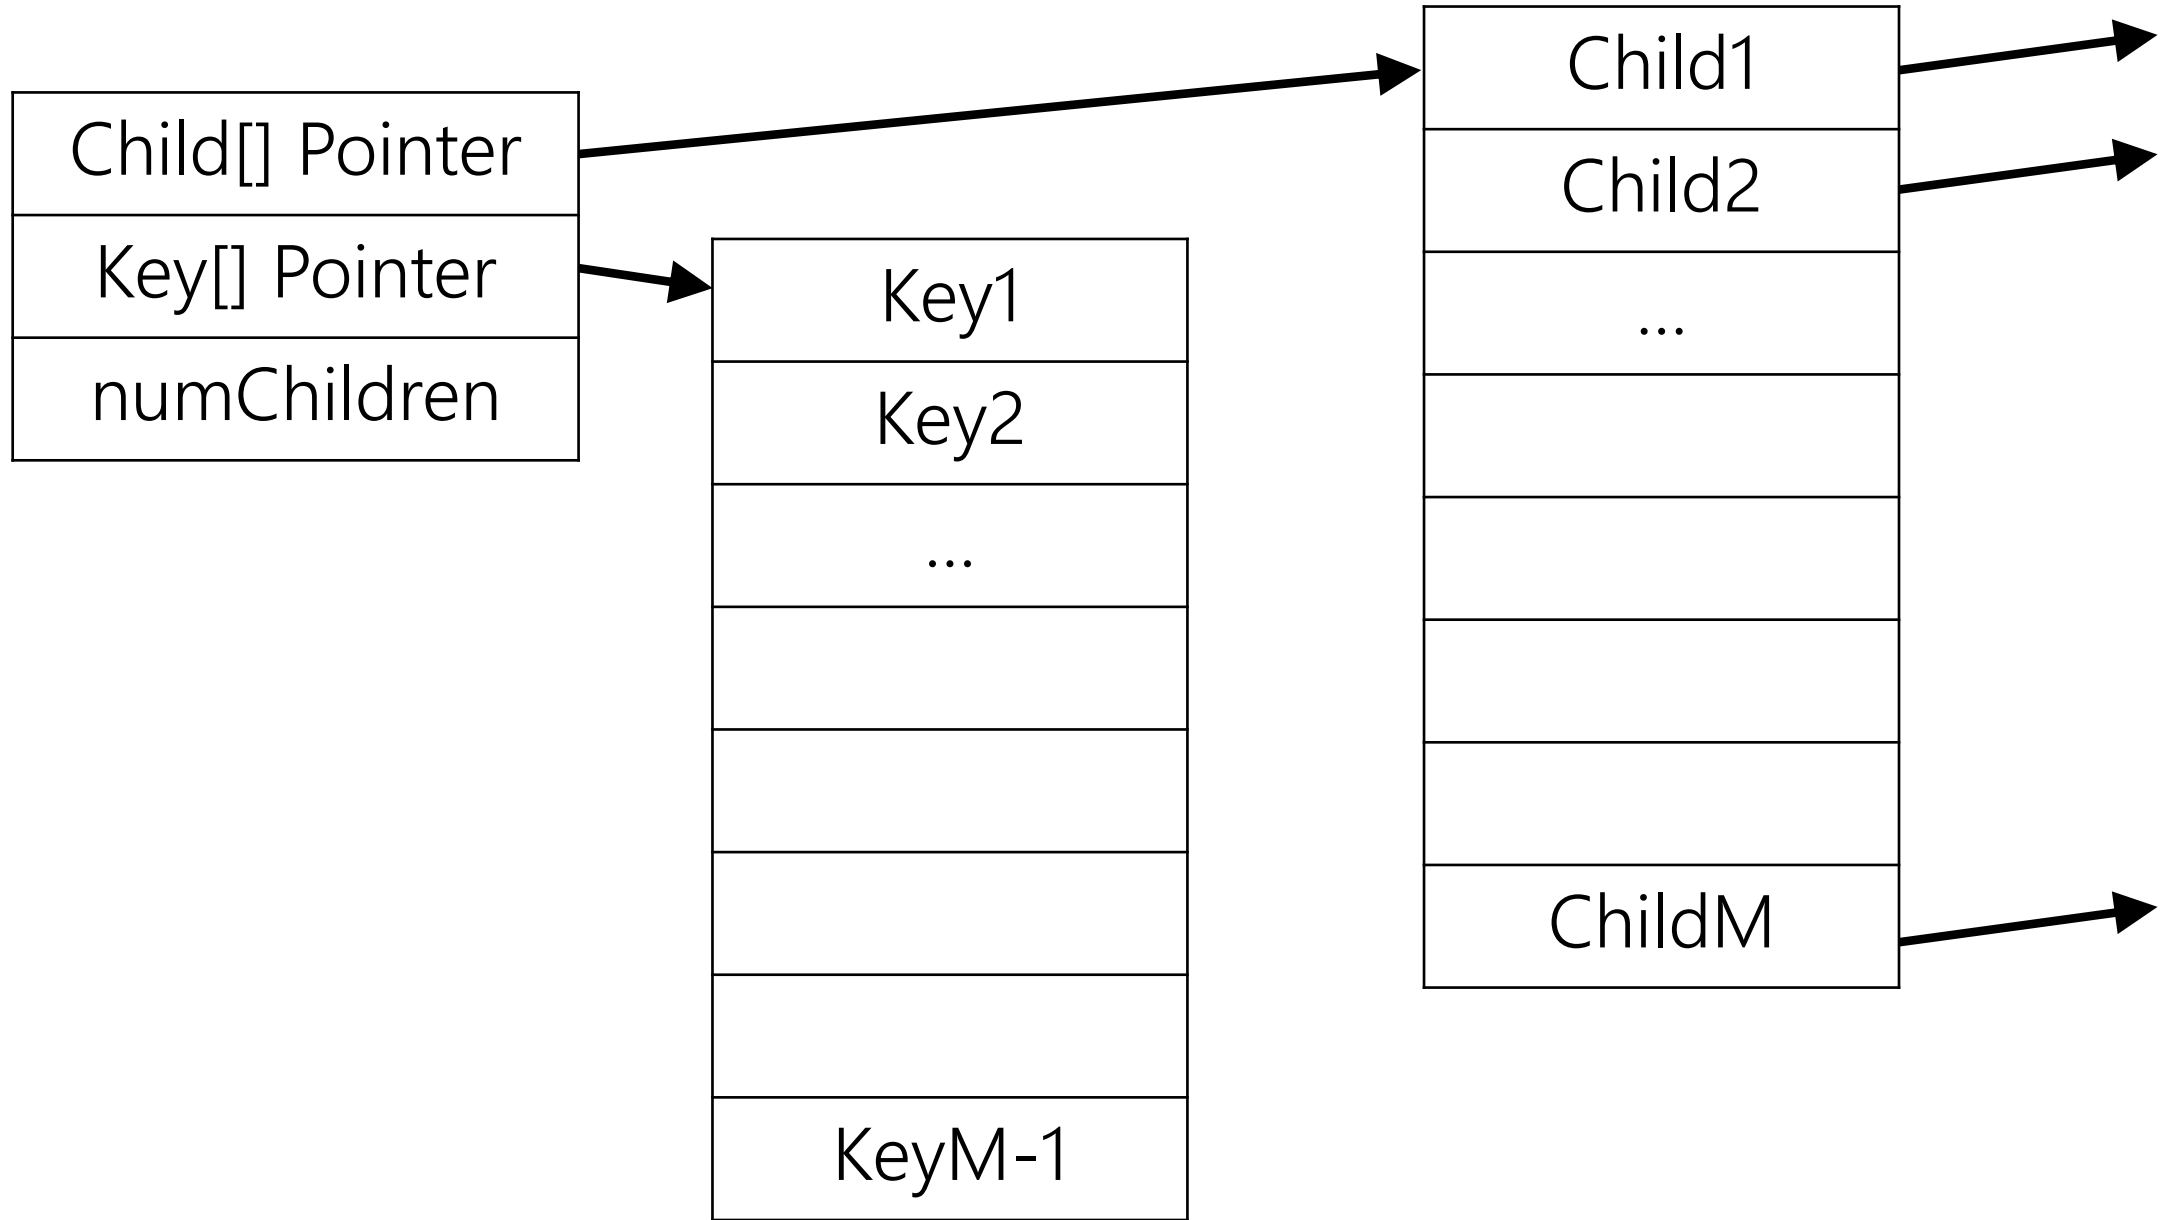 Child[] Pointer
Key[] Pointer
numChildren
Key1
Key2
...
KeyM-1
Child1
Child2
...
ChildM